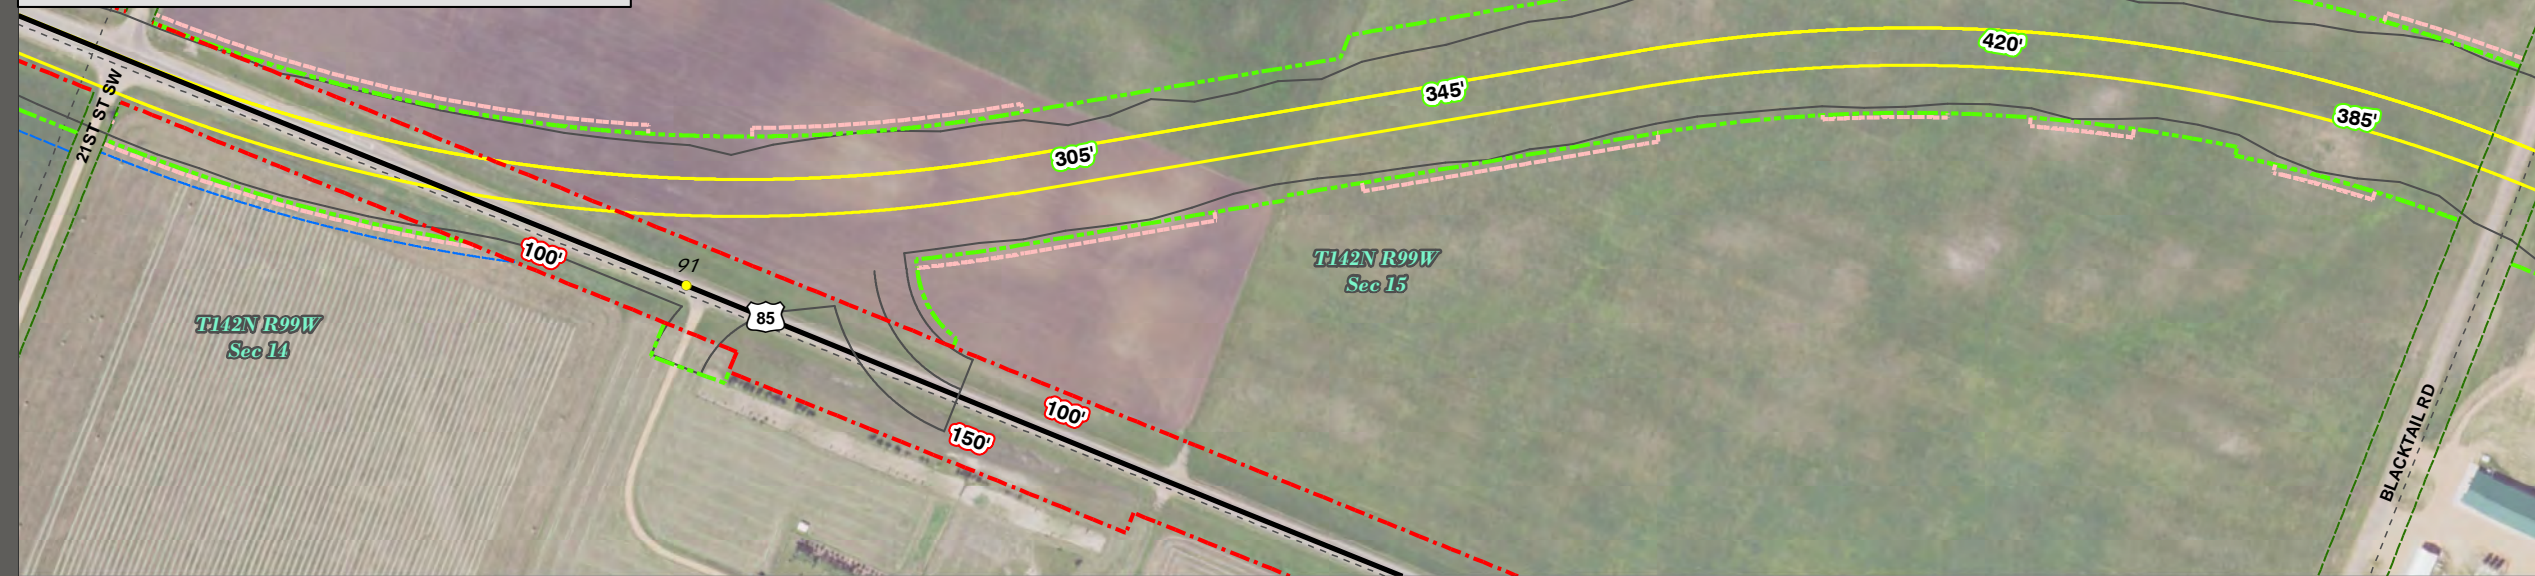 420'
345'
385'
21ST ST SW
305'
100'
91
T142N R99W
Sec 15
85
T142N R99W
Sec 14
100'
150'
BLACKTAIL RD